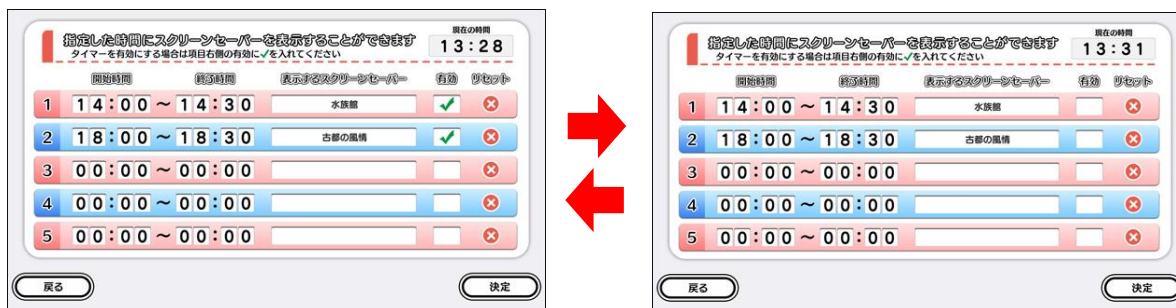 指定した時間にスクリーンセーバーを表示することができます
タイマーを有効にする場合は項目右側の有効に✓を入れてください
現在の時間
13:28
開始時間 終了時間 表示するスクリーンセーバー 有効 リセット
1 14:00 ～ 14:30 水族館 ✓
2 18:00 ～ 18:30 古都の風情 ✓
3 00:00 ～ 00:00
4 00:00 ～ 00:00
5 00:00 ～ 00:00
戻る 決定
指定した時間にスクリーンセーバーを表示することができます
タイマーを有効にする場合は項目右側の有効に✓を入れてください
現在の時間
13:31
開始時間 終了時間 表示するスクリーンセーバー 有効 リセット
1 14:00 ～ 14:30 水族館
2 18:00 ～ 18:30 古都の風情
3 00:00 ～ 00:00
4 00:00 ～ 00:00
5 00:00 ～ 00:00
戻る 決定